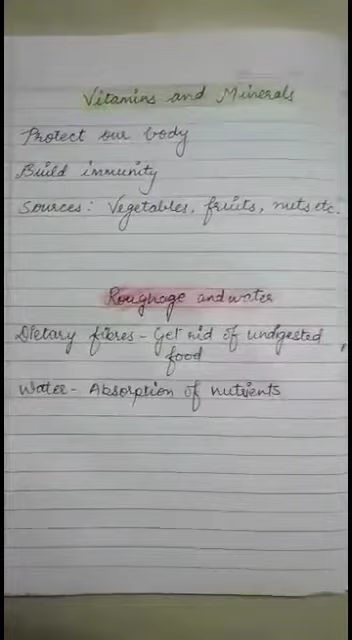 Vitamins and Minerals
Protect our body
Build immunity
Sources: Vegetables, fruits, nuts etc.
Roughage and water
Dietary fibres - Get rid of undigested
food
Water - Absorption of nutrients